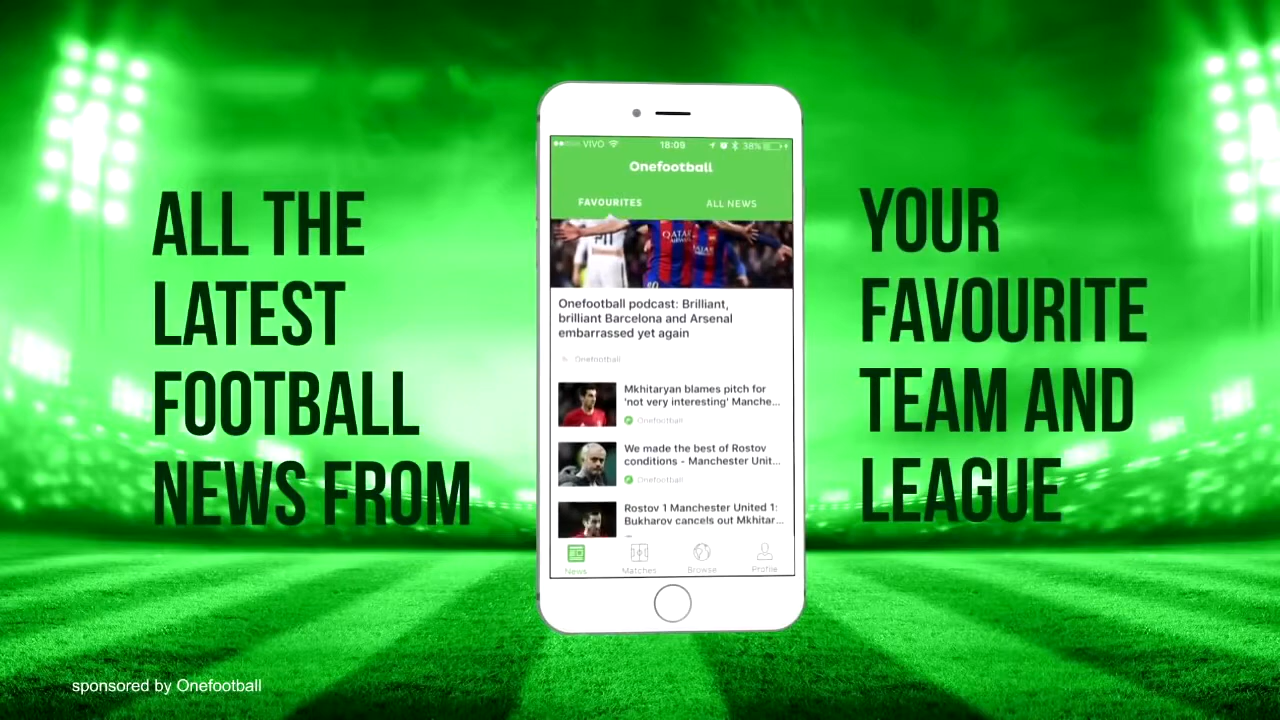 ALL THE
LATEST
FOOTBALL
NEWS FROM
VIVO 18:09 38%
Onefootball
FAVOURITES ALL NEWS
QATAR
AIRWAYS
QATAR
Onefootball podcast: Brilliant,
brilliant Barcelona and Arsenal
embarrassed yet again
Onefootball
Mkhitaryan blames pitch for
'not very interesting' Manche...
Onefootball
We made the best of Rostov
conditions - Manchester Unit...
Onefootball
Rostov 1 Manchester United 1:
Bukharov cancels out Mkhitar...
News Matches Browse Profile
YOUR
FAVOURITE
TEAM AND
LEAGUE
sponsored by Onefootball